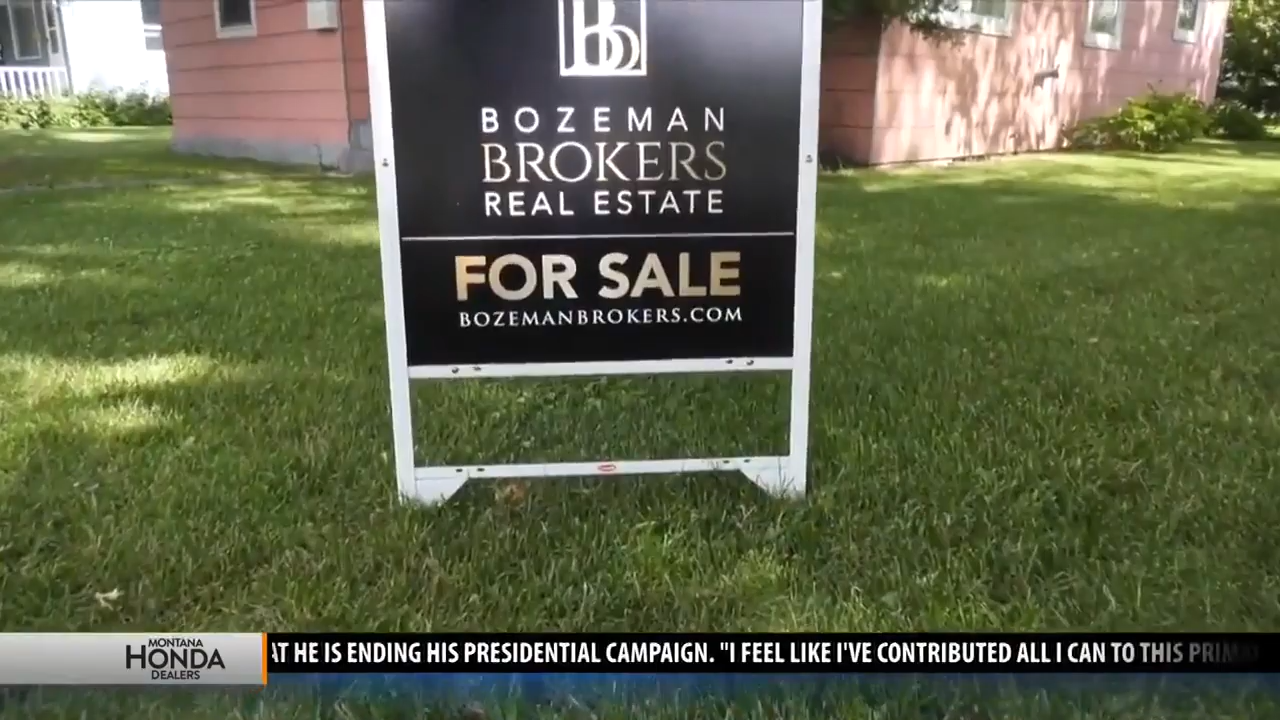 BOZEMAN
BROKERS
REAL ESTATE
FOR SALE
BOZEMANBROKERS.COM
MONTANA
HONDA
DEALERS
AT HE IS ENDING HIS PRESIDENTIAL CAMPAIGN. "I FEEL LIKE I'VE CONTRIBUTED ALL I CAN TO THIS